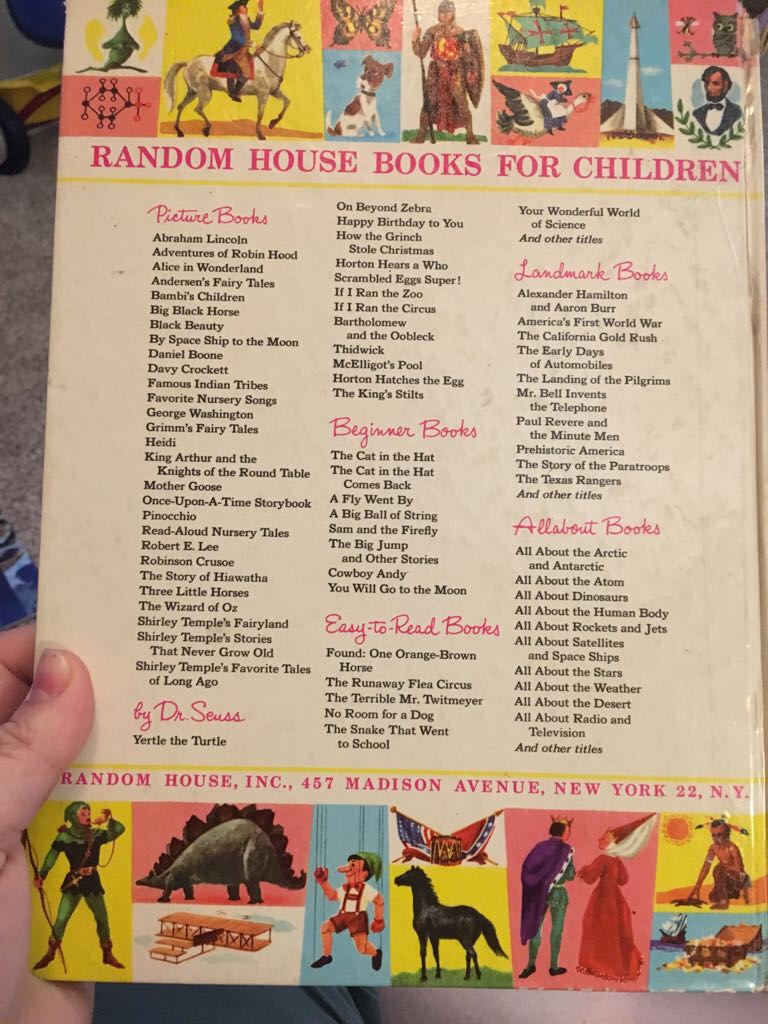 RANDOM HOUSE BOOKS FOR CHILDREN
Picture Books
Abraham Lincoln
Adventures of Robin Hood
Alice in Wonderland
Andersen's Fairy Tales
Bambi's Children
Big Black Horse
Black Beauty
By Space Ship to the Moon
Daniel Boone
Davy Crockett
Famous Indian Tribes
Favorite Nursery Songs
George Washington
Grimm's Fairy Tales
Heidi
King Arthur and the
Knights of the Round Table
Mother Goose
Once-Upon-A-Time Storybook
Pinocchio
Read-Aloud Nursery Tales
Robert E. Lee
Robinson Crusoe
The Story of Hiawatha
Three Little Horses
The Wizard of Oz
Shirley Temple's Fairyland
Shirley Temple's Stories
That Never Grow Old
Shirley Temple's Favorite Tales
of Long Ago
by Dr. Seuss
Yertle the Turtle
On Beyond Zebra
Happy Birthday to You
How the Grinch
Stole Christmas
Horton Hears a Who
Scrambled Eggs Super!
If I Ran the Zoo
If I Ran the Circus
Bartholomew
and the Oobleck
Thidwick
McElligot's Pool
Horton Hatches the Egg
The King's Stilts
Beginner Books
The Cat in the Hat
The Cat in the Hat
Comes Back
A Fly Went By
A Big Ball of String
Sam and the Firefly
The Big Jump
and Other Stories
Cowboy Andy
You Will Go to the Moon
Easy-to-Read Books
Found: One Orange-Brown
Horse
The Runaway Flea Circus
The Terrible Mr. Twitmeyer
No Room for a Dog
The Snake That Went
to School
Your Wonderful World
of Science
And other titles
Landmark Books
Alexander Hamilton
and Aaron Burr
America's First World War
The California Gold Rush
The Early Days
of Automobiles
The Landing of the Pilgrims
Mr. Bell Invents
the Telephone
Paul Revere and
the Minute Men
Prehistoric America
The Story of the Paratroops
The Texas Rangers
And other titles
Allabout Books
All About the Arctic
and Antarctic
All About the Atom
All About Dinosaurs
All About the Human Body
All About Rockets and Jets
All About Satellites
and Space Ships
All About the Stars
All About the Weather
All About the Desert
All About Radio and
Television
And other titles
RANDOM HOUSE, INC., 457 MADISON AVENUE, NEW YORK 22, N.Y.